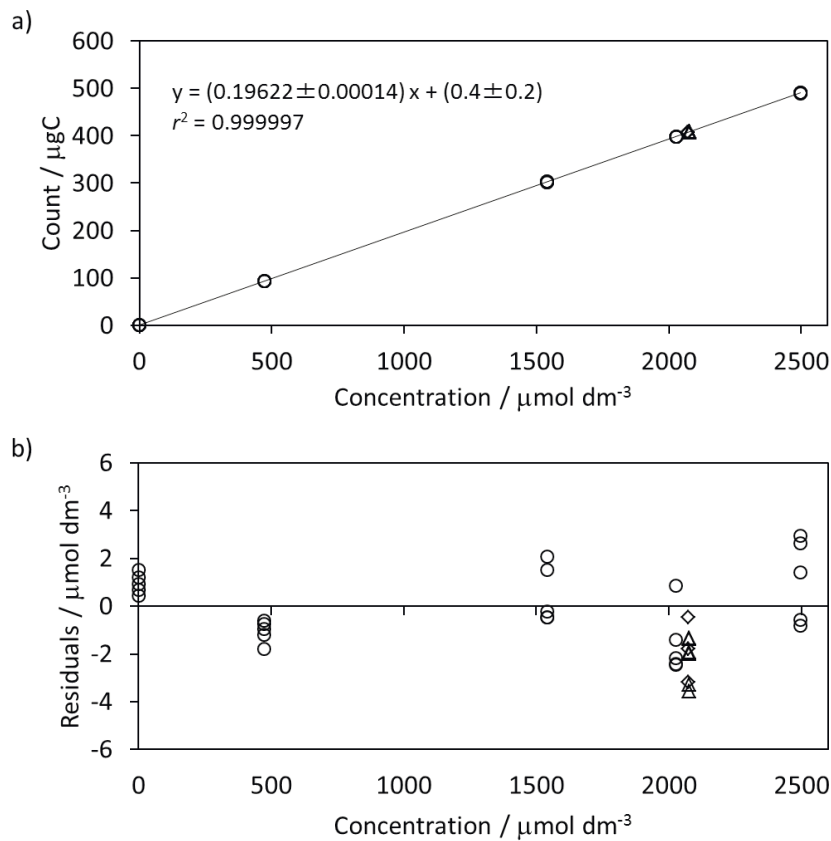 a)
600
500
400
300
200
100
0
Count / μgC
y = (0.19622±0.00014) x + (0.4±0.2)
r² = 0.999997
0 500 1000 1500 2000 2500
Concentration / μmol dm⁻³
b)
6
4
2
0
-2
-4
-6
Residuals / μmol dm⁻³
0 500 1000 1500 2000 2500
Concentration / μmol dm⁻³